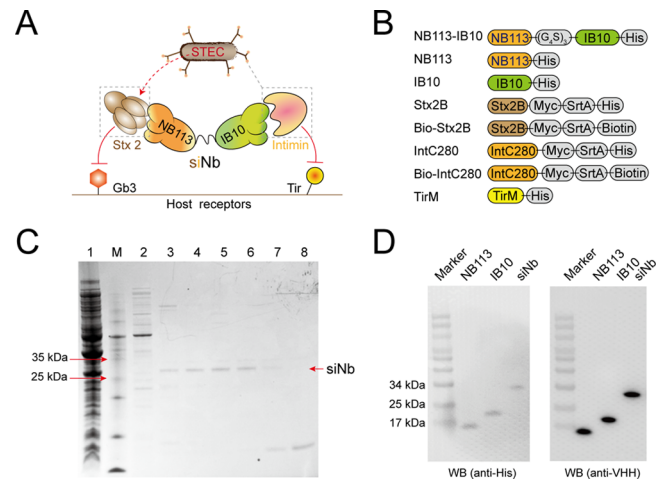 A
STEC
Stx 2
NB113
IB10
Intimin
siNb
Gb3
Tir
Host receptors
B
NB113-IB10 NB113 (G₄S)₃ IB10 His
NB113 NB113 His
IB10 IB10 His
Stx2B Stx2B Myc SrtA His
Bio-Stx2B Stx2B Myc SrtA Biotin
IntC280 IntC280 Myc SrtA His
Bio-IntC280 IntC280 Myc SrtA Biotin
TirM TirM His
C
1 M 2 3 4 5 6 7 8
35 kDa
25 kDa
siNb
D
Marker NB113 IB10 siNb
Marker NB113 IB10 siNb
34 kDa
25 kDa
17 kDa
WB (anti-His)
WB (anti-VHH)